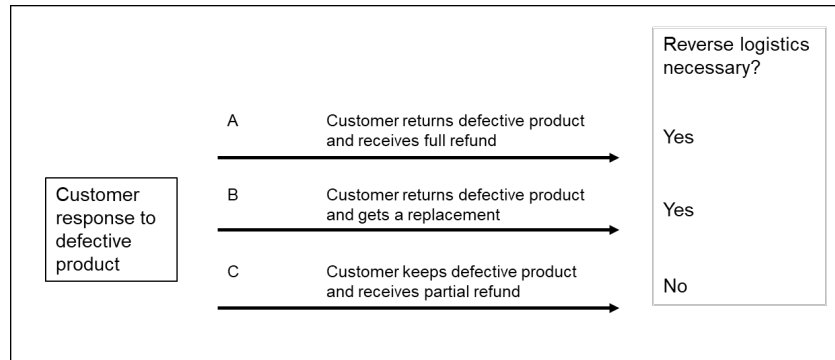 Reverse logistics
necessary?
A
Customer returns defective product
and receives full refund
Yes
Customer
response to
defective
product
B
Customer returns defective product
and gets a replacement
Yes
C
Customer keeps defective product
and receives partial refund
No